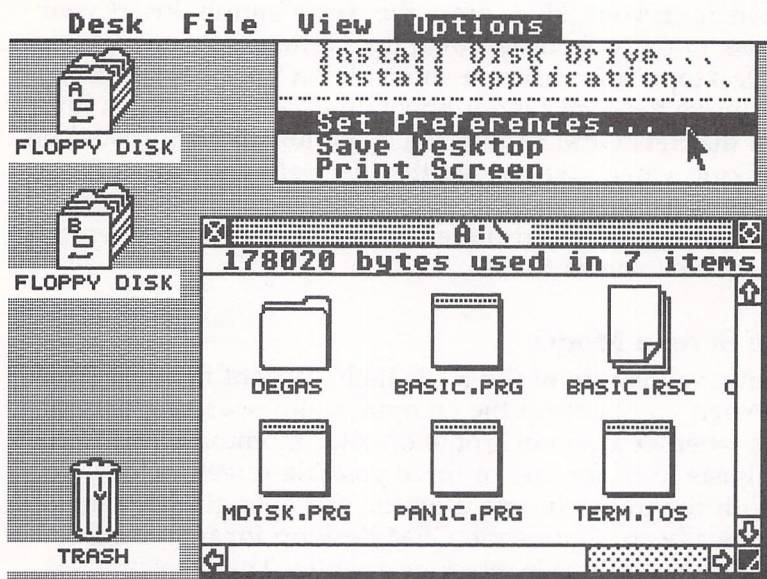 Desk File View Options
Install Disk Drive...
Install Application...
Set Preferences...
Save Desktop
Print Screen
A
FLOPPY DISK
B
FLOPPY DISK
A:\
178020 bytes used in 7 items
DEGAS BASIC.PRG BASIC.RSC
MDISK.PRG PANIC.PRG TERM.TOS
TRASH